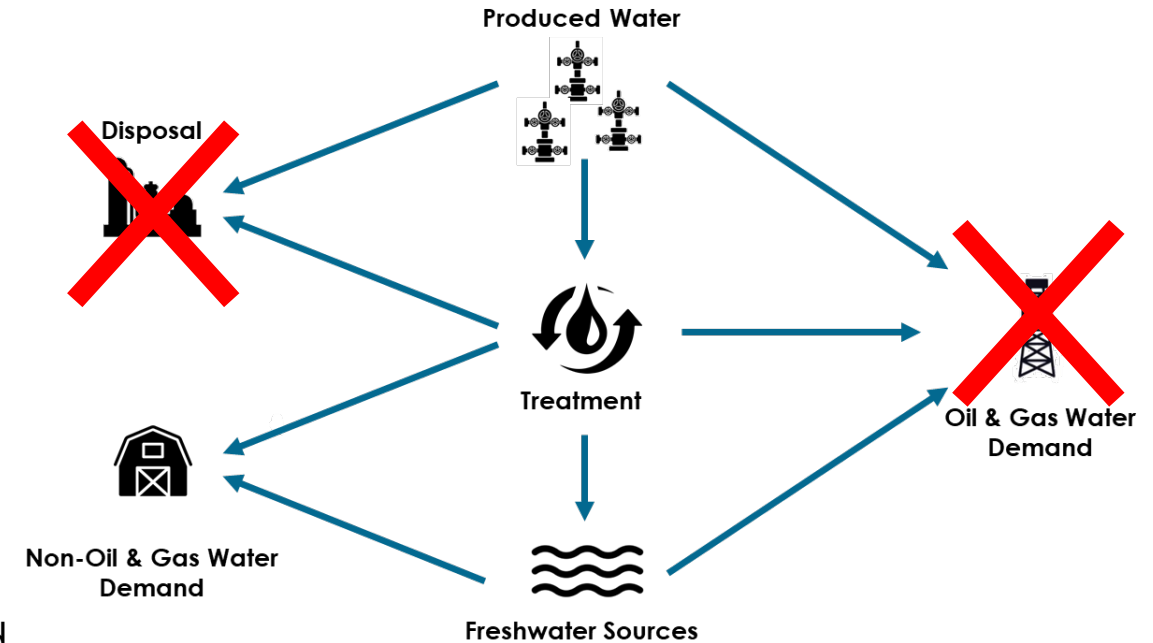 Produced Water
Disposal
Treatment
Oil & Gas Water
Demand
Non-Oil & Gas Water
Demand
Freshwater Sources